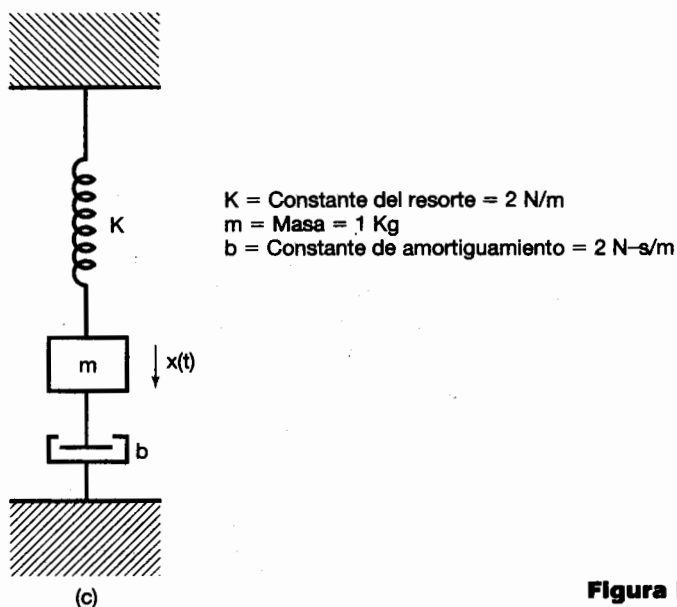 K
K = Constante del resorte = 2 N/m
m = Masa = 1 Kg
b = Constante de amortiguamiento = 2 N–s/m
m
x(t)
b
(c)
Figura